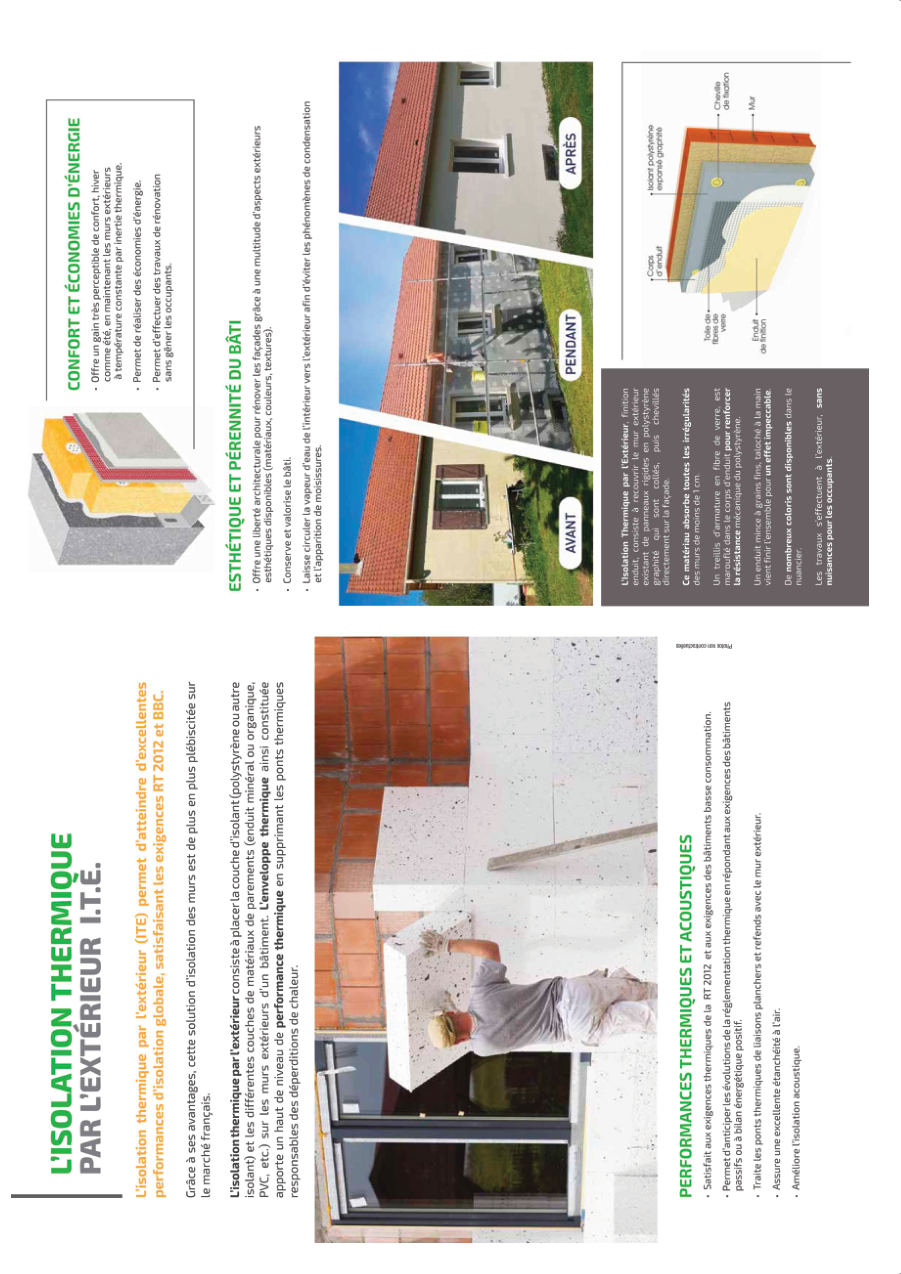 L'ISOLATION THERMIQUE
PAR L'EXTÉRIEUR I.T.E.
L'isolation thermique par l'extérieur (ITE) permet d'atteindre d'excellentes
performances d'isolation globale, satisfaisant les exigences RT 2012 et BBC.
Grâce à ses avantages, cette solution d'isolation des murs est de plus en plus plébiscitée sur
le marché français.
L'isolation thermique par l'extérieur consiste à placer la couche d'isolant (polystyrène ou autre
isolant) et les différentes couches de matériaux de parements (enduit minéral ou organique,
PVC, etc.) sur les murs extérieurs d'un bâtiment. L'enveloppe thermique ainsi constituée
apporte un haut de niveau de performance thermique en supprimant les ponts thermiques
responsables des déperditions de chaleur.
PERFORMANCES THERMIQUES ET ACOUSTIQUES
• Satisfait aux exigences thermiques de la RT 2012 et aux exigences des bâtiments basse consommation.
• Permet d'anticiper les évolutions de la réglementation thermique en répondant aux exigences des bâtiments
passifs ou à bilan énergétique positif.
• Traite les ponts thermiques de liaisons planchers et refends avec le mur extérieur.
• Assure une excellente étanchéité à l'air.
• Améliore l'isolation acoustique.
Photos non contractuelles
CONFORT ET ÉCONOMIES D'ÉNERGIE
• Offre un gain très perceptible de confort, hiver
comme été, en maintenant les murs extérieurs
à température constante par inertie thermique.
• Permet de réaliser des économies d'énergie.
• Permet d'effectuer des travaux de rénovation
sans gêner les occupants.
ESTHÉTIQUE ET PÉRENNITÉ DU BÂTI
• Offre une liberté architecturale pour rénover les façades grâce à une multitude d'aspects extérieurs
esthétiques disponibles (matériaux, couleurs, textures).
• Conserve et valorise le bâti.
• Laisse circuler la vapeur d'eau de l'intérieur vers l'extérieur afin d'éviter les phénomènes de condensation
et l'apparition de moisissures.
AVANT
PENDANT
APRÈS
L'Isolation Thermique par l'Extérieur, finition
enduit, consiste à recouvrir le mur extérieur
existant de panneaux rigides en polystyrène
graphité qui sont collés, puis chevillés
directement sur la façade.
Ce matériau absorbe toutes les irrégularités
des murs de moins de 1 cm.
Un treillis d'armature en fibre de verre, est
marouflé dans le corps d'enduit pour renforcer
la résistance mécanique du polystyrène.
Un enduit mince à grains fins, taloché à la main
vient finir l'ensemble pour un effet impeccable.
De nombreux coloris sont disponibles dans le
nuancier.
Les travaux s'effectuent à l'extérieur, sans
nuisances pour les occupants.
Corps
d'enduit
Isolant polystyrène
expansé graphité
Toile de
fibres de
verre
Cheville
de fixation
Enduit
de finition
Mur